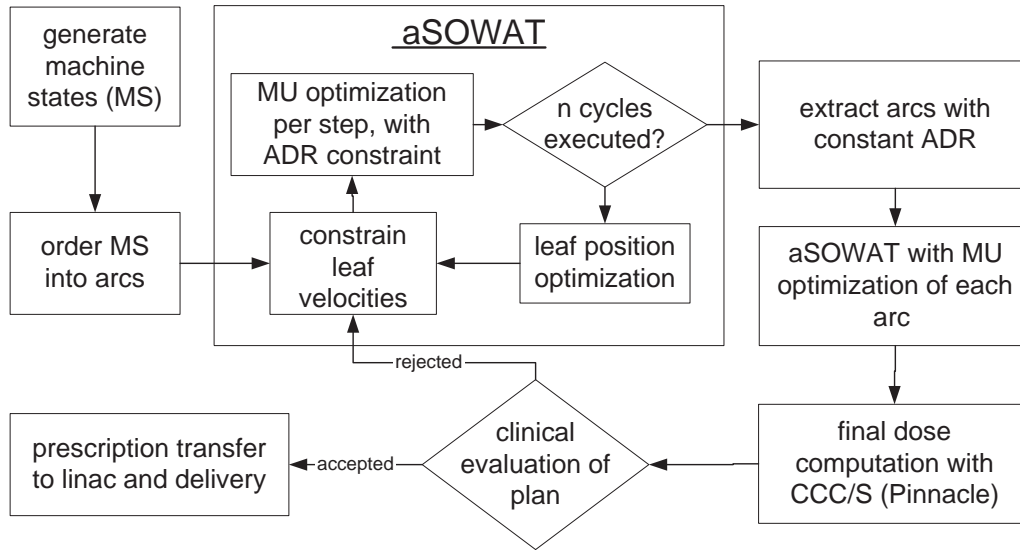 generate
machine
states (MS)
order MS
into arcs
aSOWAT
MU optimization
per step, with
ADR constraint
n cycles
executed?
constrain
leaf
velocities
leaf position
optimization
extract arcs with
constant ADR
aSOWAT with MU
optimization of each
arc
final dose
computation with
CCC/S (Pinnacle)
clinical
evaluation of
plan
rejected
accepted
prescription transfer
to linac and delivery